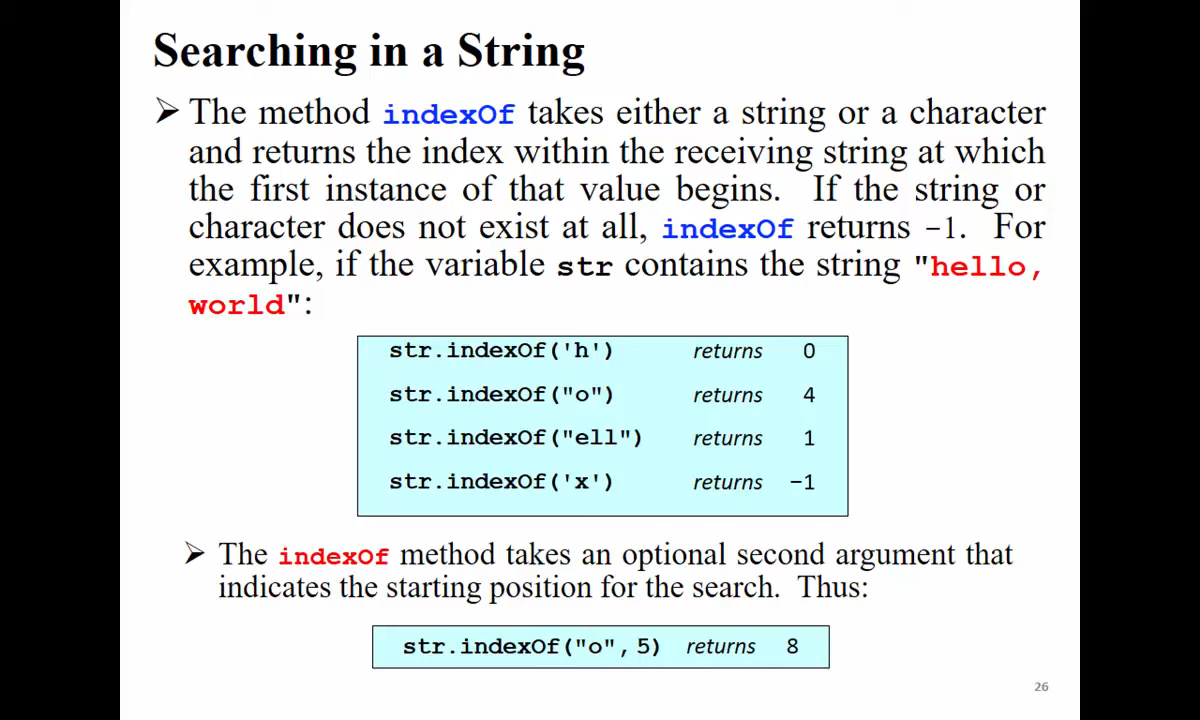 Searching in a String
➢ The method indexOf takes either a string or a character
and returns the index within the receiving string at which
the first instance of that value begins. If the string or
character does not exist at all, indexOf returns −1. For
example, if the variable str contains the string "hello,
world":
str.indexOf('h') returns 0
str.indexOf("o") returns 4
str.indexOf("ell") returns 1
str.indexOf('x') returns −1
➢ The indexOf method takes an optional second argument that
indicates the starting position for the search. Thus:
str.indexOf("o", 5) returns 8
26